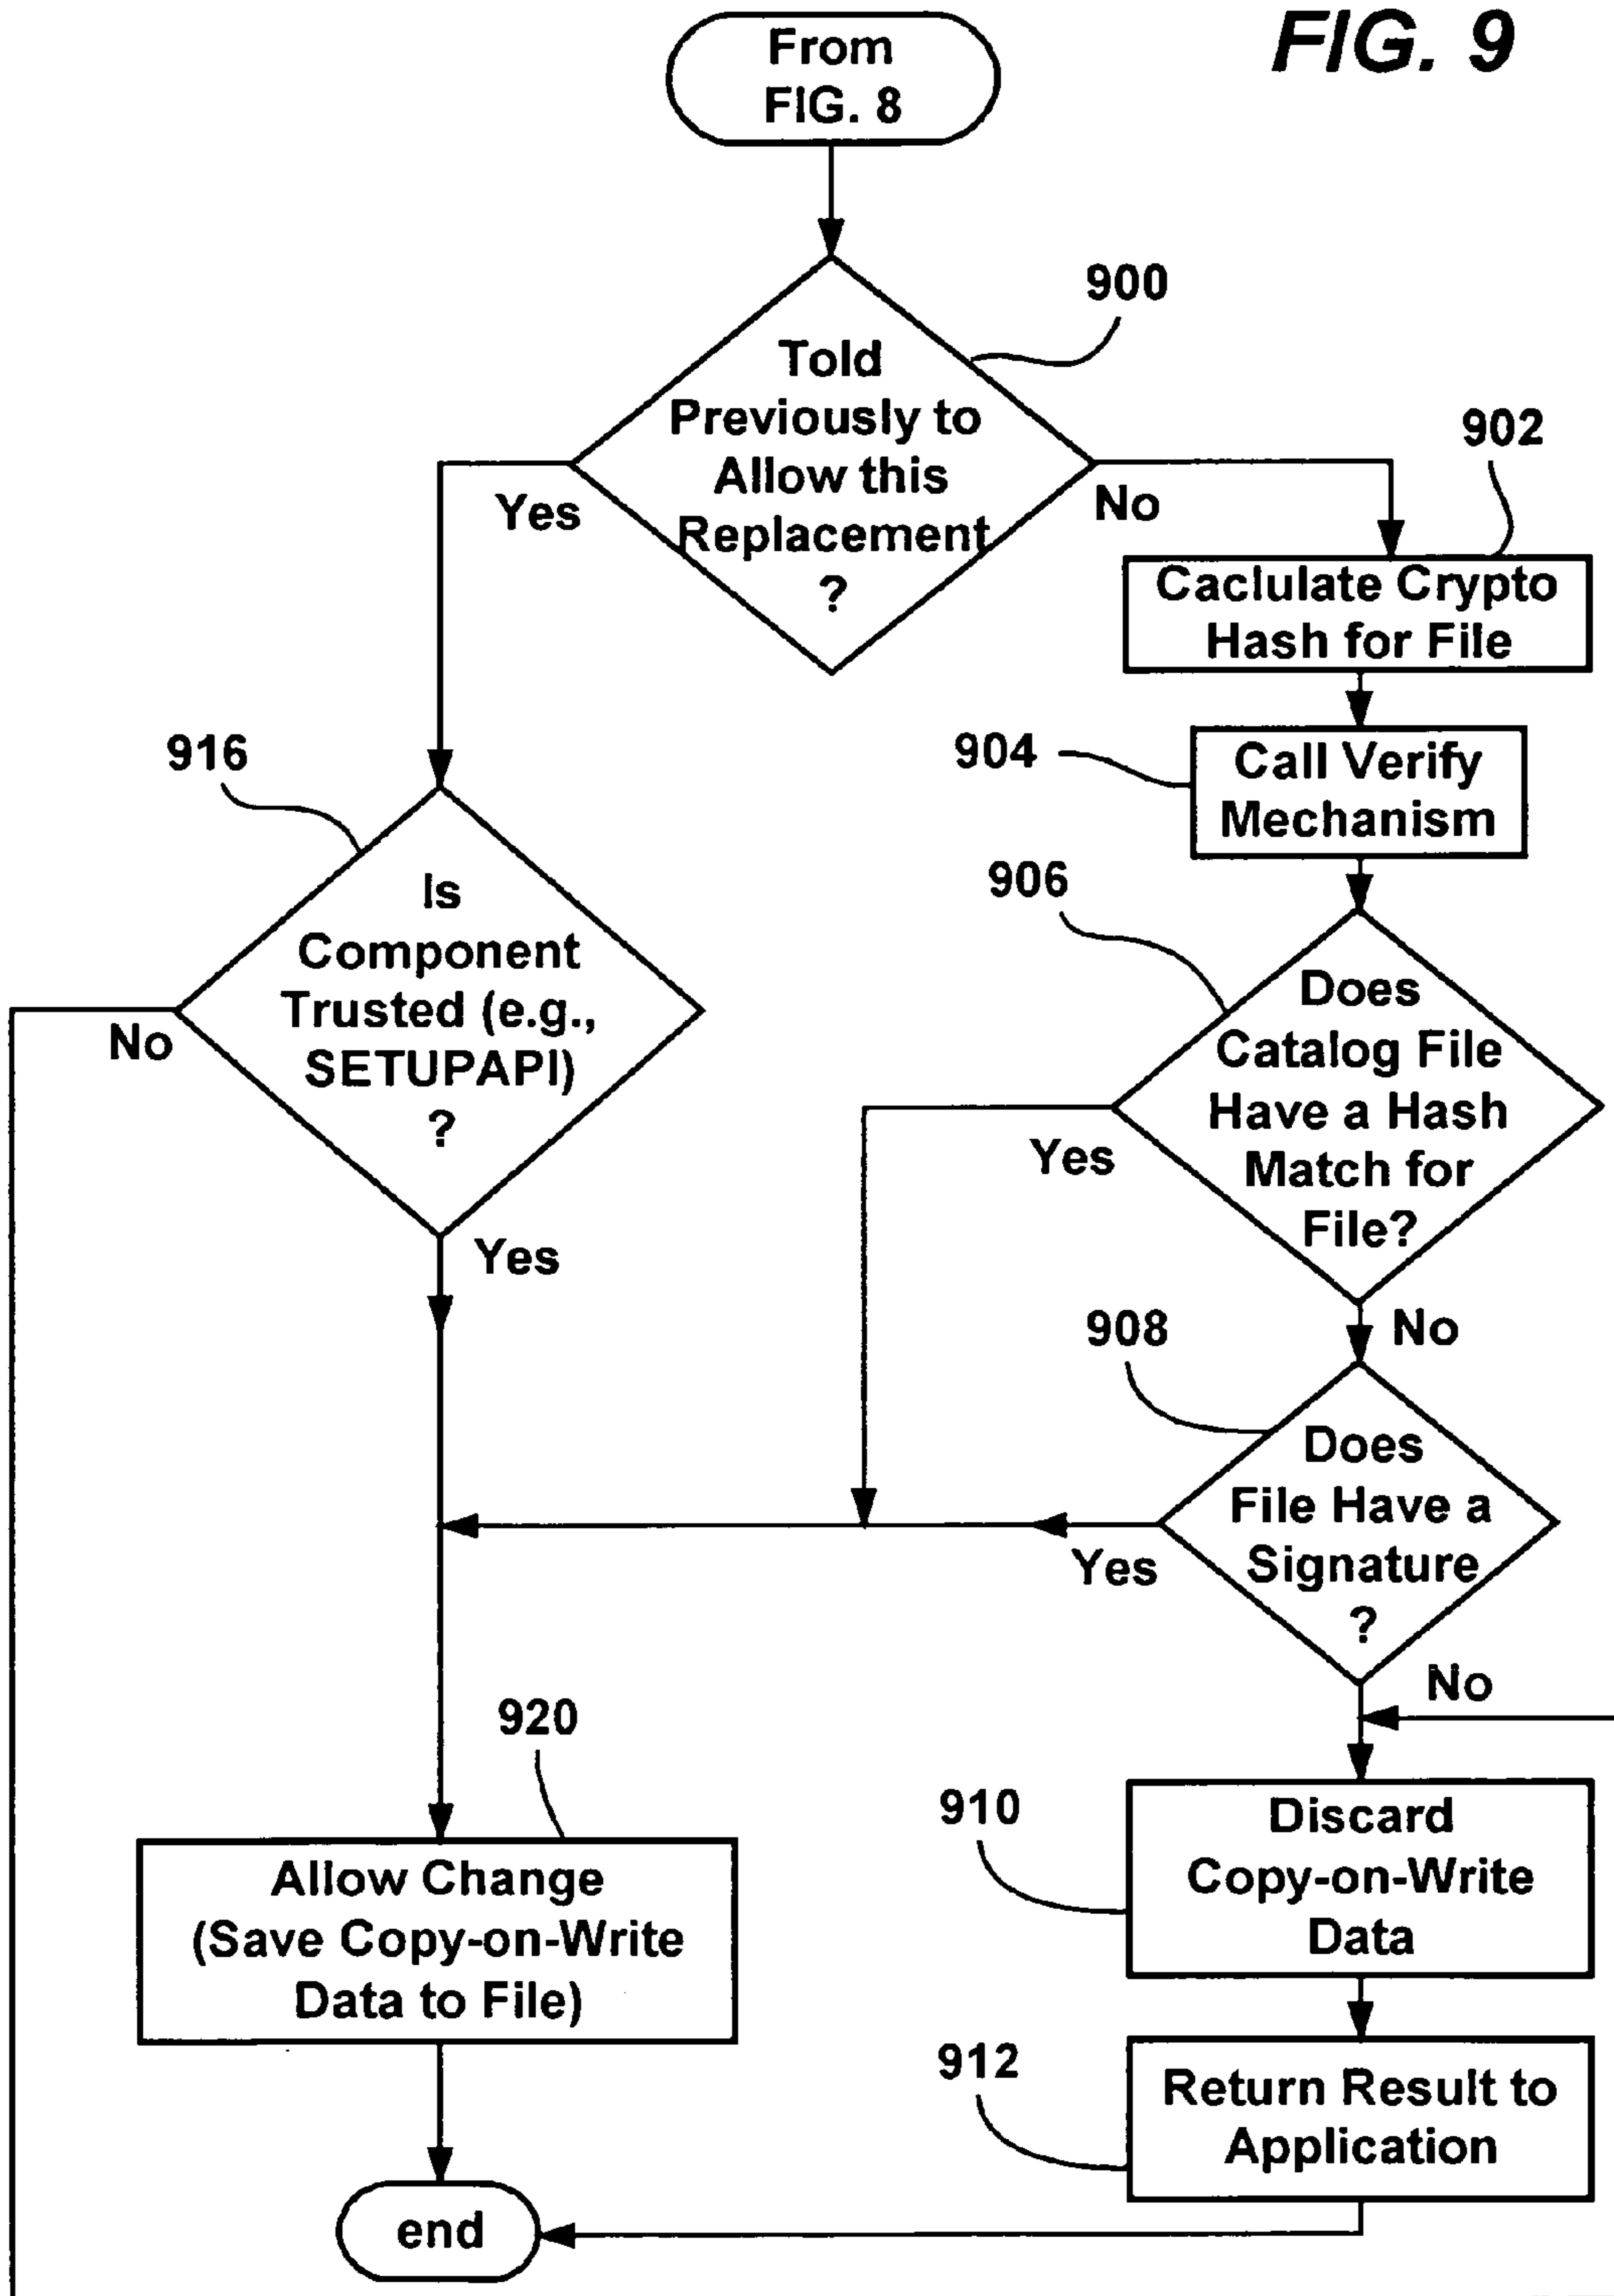 FIG. 9
From
FIG. 8
900
Told
Previously to
Allow this
Replacement
?
Yes
No
902
Caclulate Crypto
Hash for File
904
Call Verify
Mechanism
916
Is
Component
Trusted (e.g.,
SETUPAPI)
?
No
Yes
906
Does
Catalog File
Have a Hash
Match for
File?
Yes
No
908
Does
File Have a
Signature
?
Yes
No
920
Allow Change
(Save Copy-on-Write
Data to File)
910
Discard
Copy-on-Write
Data
912
Return Result to
Application
end